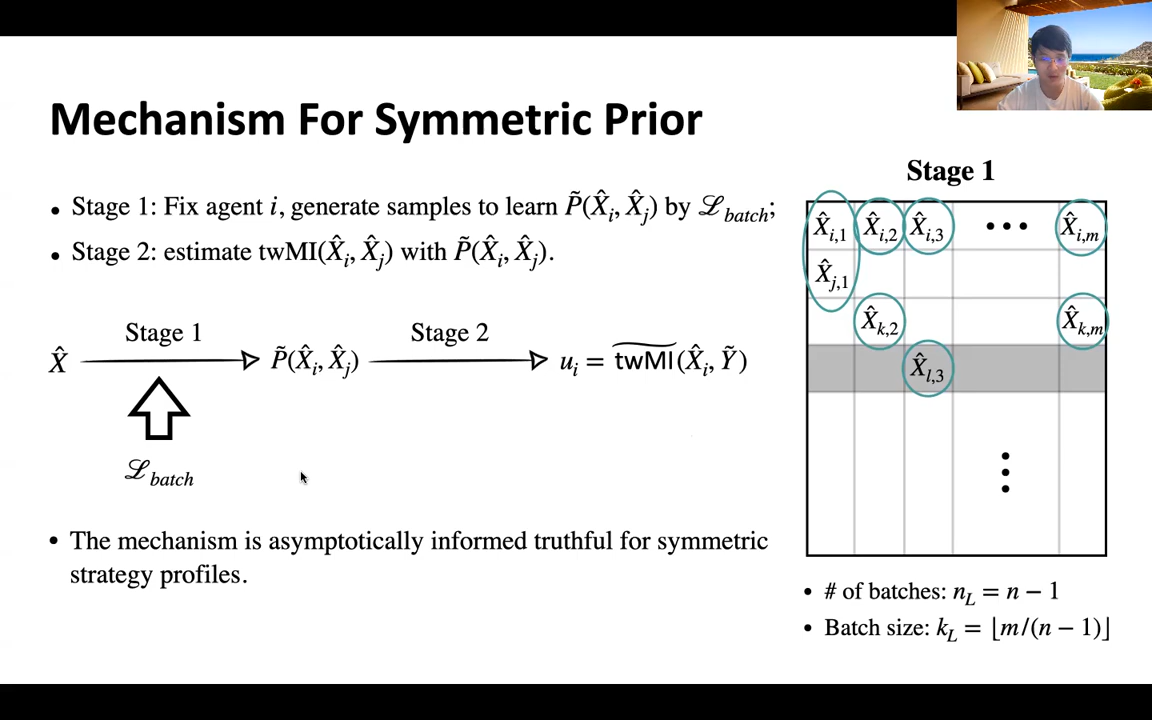 Mechanism For Symmetric Prior
• Stage 1: Fix agent i, generate samples to learn P̃(X̂ᵢ, X̂ⱼ) by ℒ_batch;
• Stage 2: estimate twMI(X̂ᵢ, X̂ⱼ) with P̃(X̂ᵢ, X̂ⱼ).
Stage 1 Stage 2
X̂ P̃(X̂ᵢ, X̂ⱼ) uᵢ = t͠wMI(X̂ᵢ, Ỹ)
ℒ_batch
• The mechanism is asymptotically informed truthful for symmetric
strategy profiles.
Stage 1
X̂_{i,1} X̂_{i,2} X̂_{i,3} ••• X̂_{i,m}
X̂_{j,1}
X̂_{k,2} X̂_{k,m}
X̂_{l,3}
• # of batches: n_L = n − 1
• Batch size: k_L = ⌊m/(n − 1)⌋